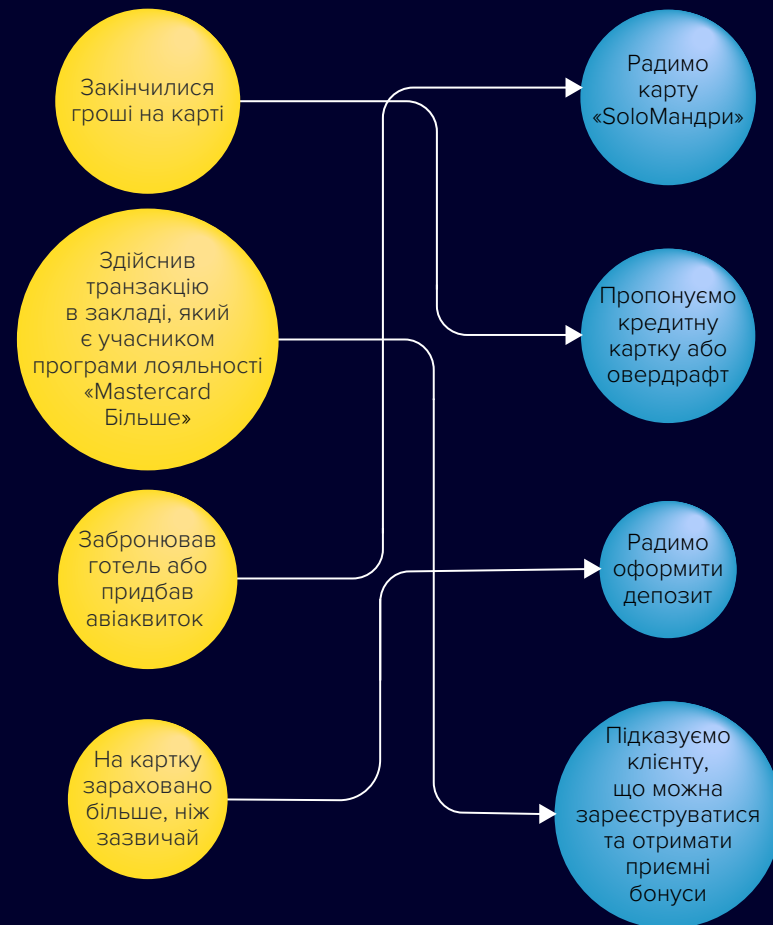 Закінчилися
гроші на карті
Здійснив
транзакцію
в закладі, який
є учасником
програми лояльності
«Mastercard
Більше»
Забронював
готель або
придбав
авіаквиток
На картку
зараховано
більше, ніж
зазвичай
Радимо
карту
«SoloМандри»
Пропонуємо
кредитну
картку або
овердрафт
Радимо
оформити
депозит
Підказуємо
клієнту,
що можна
зареєструватися
та отримати
приємні
бонуси